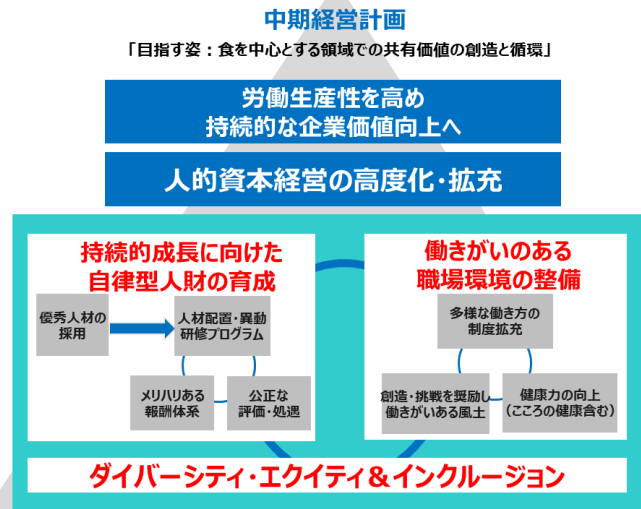 中期経営計画
「目指す姿：食を中心とする領域での共有価値の創造と循環」
労働生産性を高め
持続的な企業価値向上へ
人的資本経営の高度化・拡充
持続的成長に向けた
自律型人財の育成
優秀人材の
採用
人材配置・異動
研修プログラム
メリハリある
報酬体系
公正な
評価・処遇
働きがいのある
職場環境の整備
多様な働き方の
制度拡充
創造・挑戦を奨励し
働きがいある風土
健康力の向上
（こころの健康含む）
ダイバーシティ・エクイティ＆インクルージョン